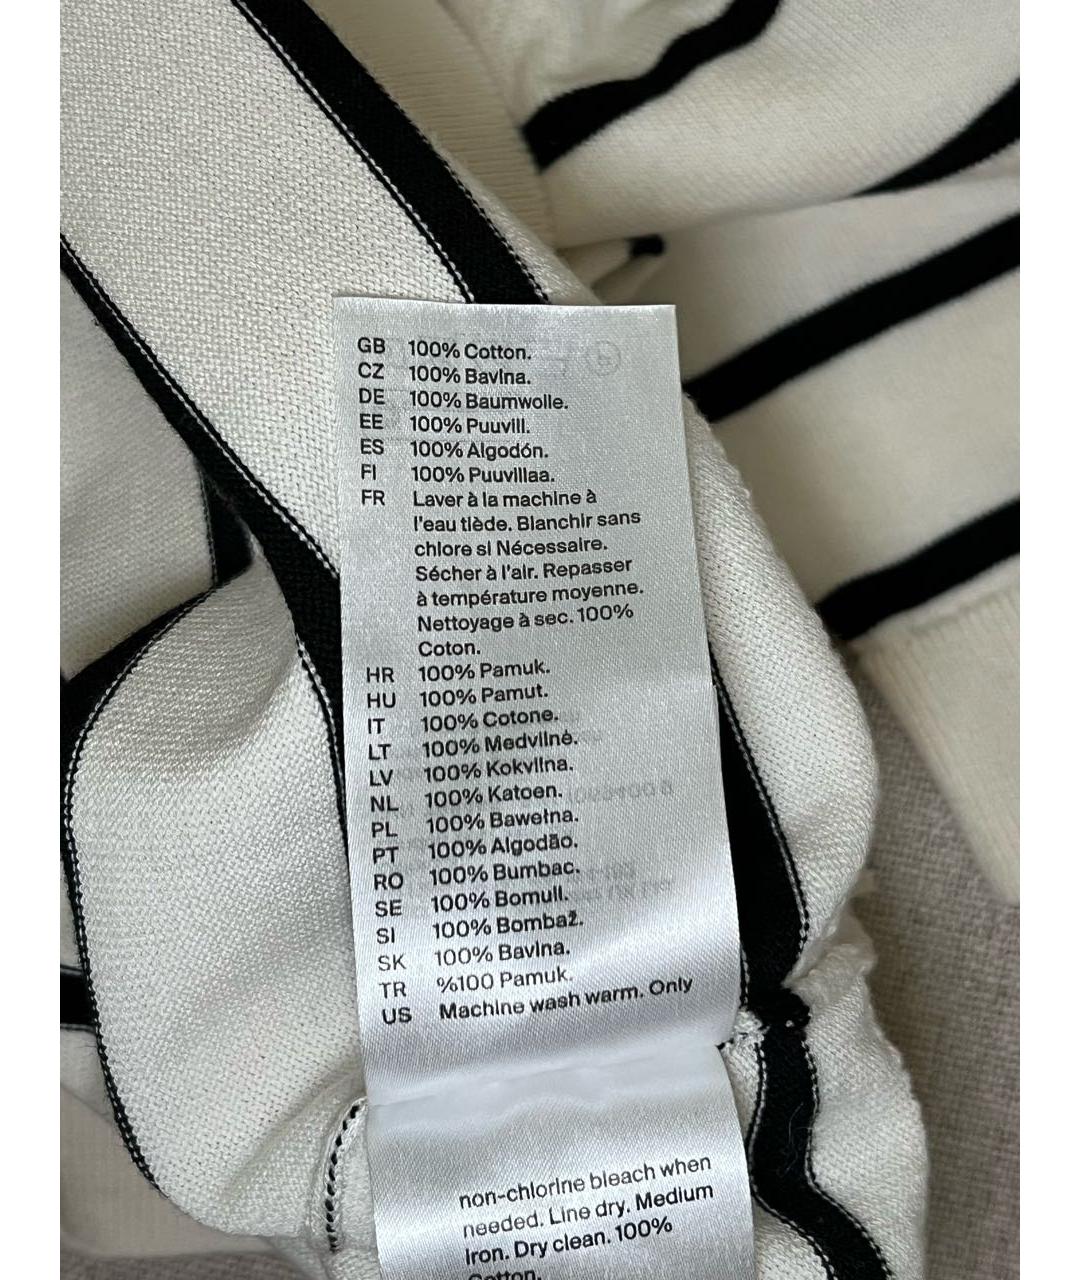 GB 100% Cotton.
CZ 100% Bavlna.
DE 100% Baumwolle.
EE 100% Puuvill.
ES 100% Algodón.
FI 100% Puuvillaa.
FR Laver à la machine à
l'eau tiède. Blanchir sans
chlore si Nécessaire.
Sécher à l'air. Repasser
à température moyenne.
Nettoyage à sec. 100%
Coton.
HR 100% Pamuk.
HU 100% Pamut.
IT 100% Cotone.
LT 100% Medvilnė.
LV 100% Kokvilna.
NL 100% Katoen.
PL 100% Bawełna.
PT 100% Algodão.
RO 100% Bumbac.
SE 100% Bomull.
SI 100% Bombaž.
SK 100% Bavlna.
TR %100 Pamuk.
US Machine wash warm. Only
non-chlorine bleach when
needed. Line dry. Medium
Iron. Dry clean. 100%
Cotton.